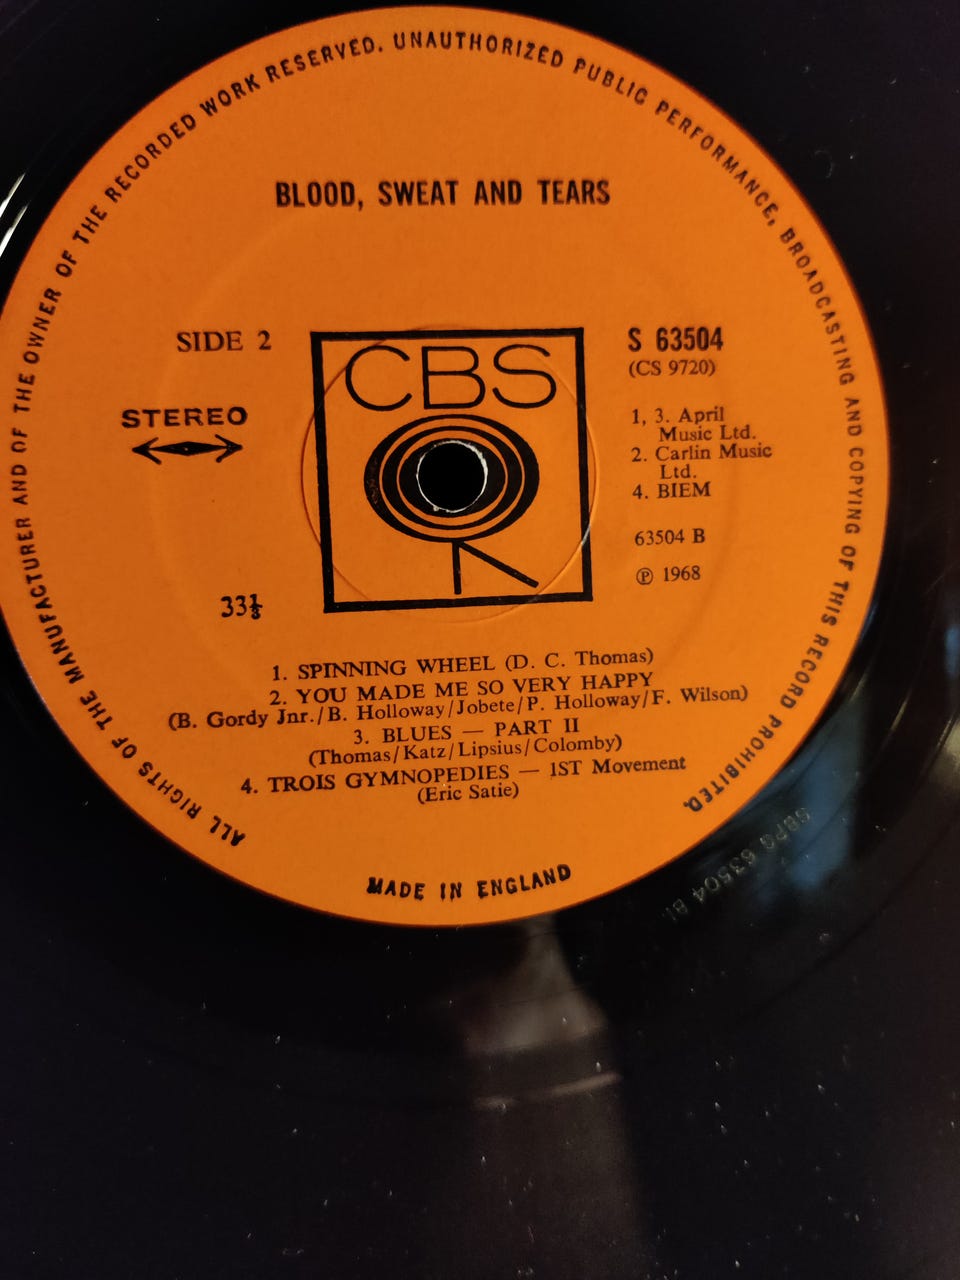 ALL RIGHTS OF THE MANUFACTURER AND OF THE OWNER OF THE RECORDED WORK RESERVED. UNAUTHORIZED PUBLIC PERFORMANCE, BROADCASTING AND COPYING OF THIS RECORD PROHIBITED.
BLOOD, SWEAT AND TEARS
SIDE 2
STEREO
33⅓
CBS
S 63504
(CS 9720)
1, 3. April
Music Ltd.
2. Carlin Music
Ltd.
4. BIEM
63504 B
℗ 1968
1. SPINNING WHEEL (D. C. Thomas)
2. YOU MADE ME SO VERY HAPPY
(B. Gordy Jnr./B. Holloway/Jobete/P. Holloway/F. Wilson)
3. BLUES — PART II
(Thomas/Katz/Lipsius/Colomby)
4. TROIS GYMNOPEDIES — 1ST Movement
(Eric Satie)
MADE IN ENGLAND
63504